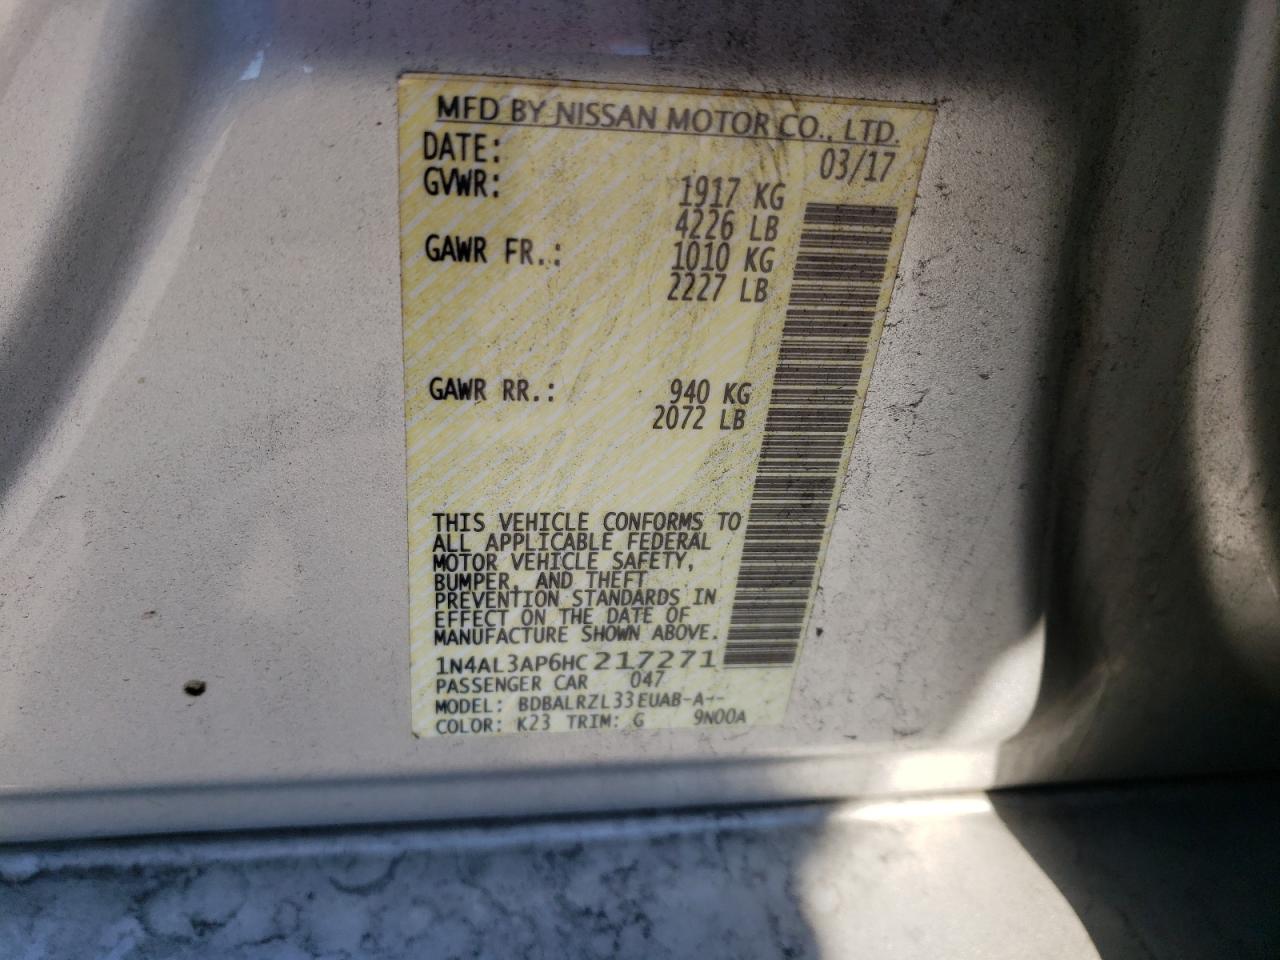 MFD BY NISSAN MOTOR CO., LTD.
DATE: 03/17
GVWR: 1917 KG
4226 LB
GAWR FR.: 1010 KG
2227 LB
GAWR RR.: 940 KG
2072 LB
THIS VEHICLE CONFORMS TO
ALL APPLICABLE FEDERAL
MOTOR VEHICLE SAFETY,
BUMPER, AND THEFT
PREVENTION STANDARDS IN
EFFECT ON THE DATE OF
MANUFACTURE SHOWN ABOVE.
1N4AL3AP6HC217271
PASSENGER CAR 047
MODEL: BDBALRZL33EUAB-A--
COLOR: K23 TRIM: G 9N00A